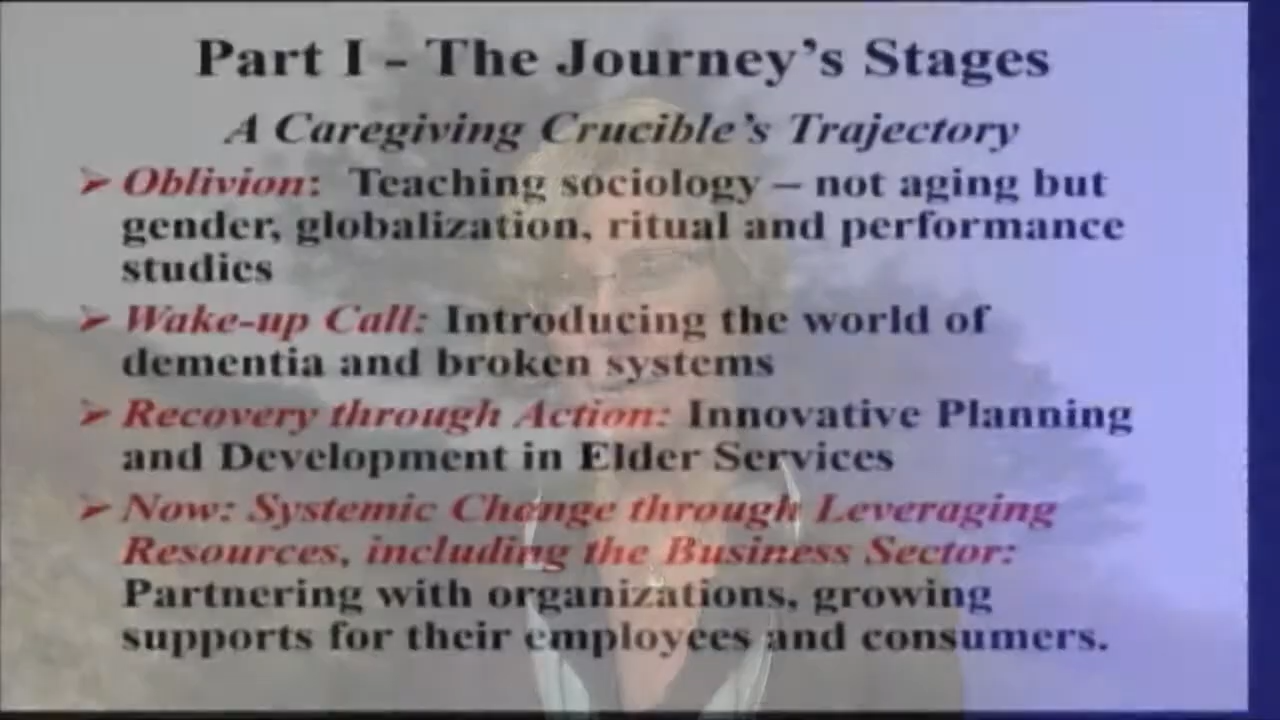 Part I - The Journey's Stages
A Caregiving Crucible's Trajectory
➢ Oblivion: Teaching sociology – not aging but
gender, globalization, ritual and performance
studies
➢ Wake-up Call: Introducing the world of
dementia and broken systems
➢ Recovery through Action: Innovative Planning
and Development in Elder Services
➢ Now: Systemic Change through Leveraging
Resources, including the Business Sector:
Partnering with organizations, growing
supports for their employees and consumers.